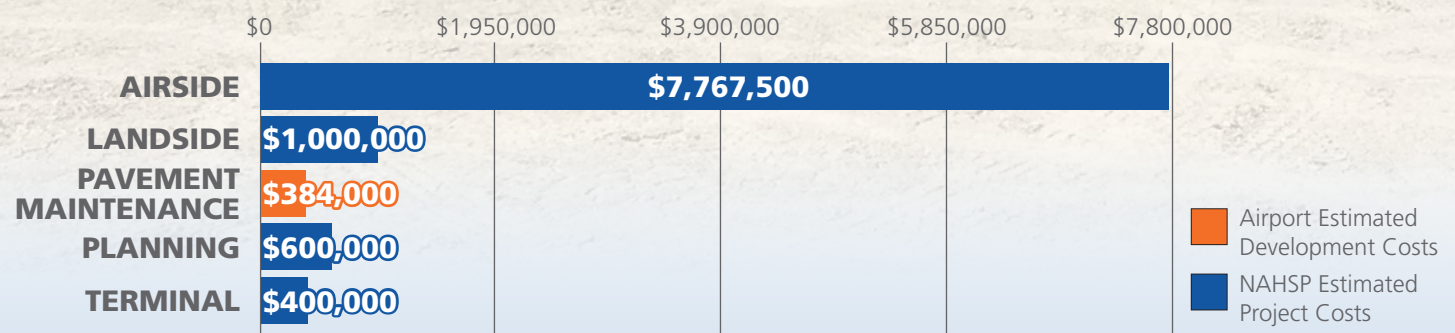 $0 $1,950,000 $3,900,000 $5,850,000 $7,800,000
AIRSIDE $7,767,500
LANDSIDE $1,000,000
PAVEMENT
MAINTENANCE $384,000
PLANNING $600,000
TERMINAL $400,000
Airport Estimated
Development Costs
NAHSP Estimated
Project Costs